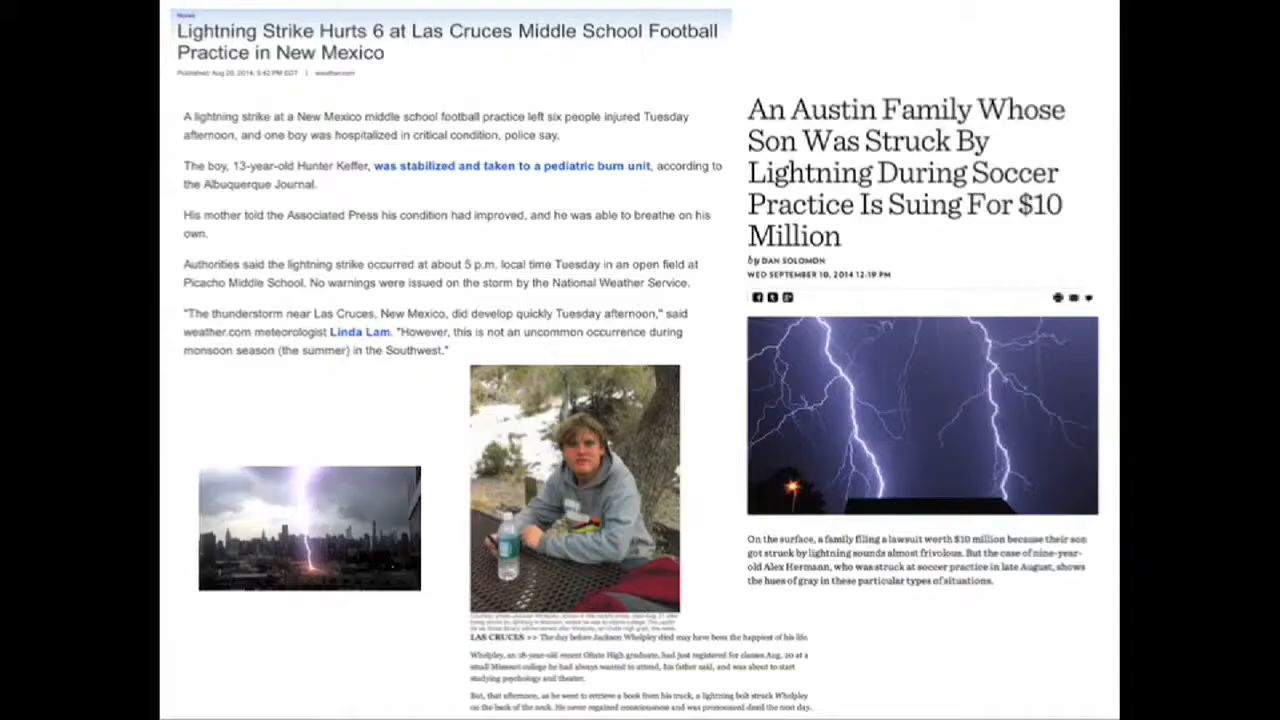 News
Lightning Strike Hurts 6 at Las Cruces Middle School Football
Practice in New Mexico
Published: Aug 20, 2014, 5:42 PM EDT | weather.com
A lightning strike at a New Mexico middle school football practice left six people injured Tuesday
afternoon, and one boy was hospitalized in critical condition, police say.
The boy, 13-year-old Hunter Keffer, was stabilized and taken to a pediatric burn unit, according to
the Albuquerque Journal.
His mother told the Associated Press his condition had improved, and he was able to breathe on his
own.
Authorities said the lightning strike occurred at about 5 p.m. local time Tuesday in an open field at
Picacho Middle School. No warnings were issued on the storm by the National Weather Service.
"The thunderstorm near Las Cruces, New Mexico, did develop quickly Tuesday afternoon," said
weather.com meteorologist Linda Lam. "However, this is not an uncommon occurrence during
monsoon season (the summer) in the Southwest."
An Austin Family Whose
Son Was Struck By
Lightning During Soccer
Practice Is Suing For $10
Million
by DAN SOLOMON
WED SEPTEMBER 10, 2014 12:19 PM
On the surface, a family filing a lawsuit worth $10 million because their son
got struck by lightning sounds almost frivolous. But the case of nine-year-
old Alex Hermann, who was struck at soccer practice in late August, shows
the hues of gray in these particular types of situations.
LAS CRUCES >> The day before Jackson Whelpley died may have been the happiest of his life.
Whelpley, an 18-year-old recent Oñate High graduate, had just registered for classes Aug. 20 at a
small Missouri college he had always wanted to attend, his father said, and was about to start
studying psychology and theater.
But, that afternoon, as he went to retrieve a book from his truck, a lightning bolt struck Whelpley
on the back of the neck. He never regained consciousness and was pronounced dead the next day.